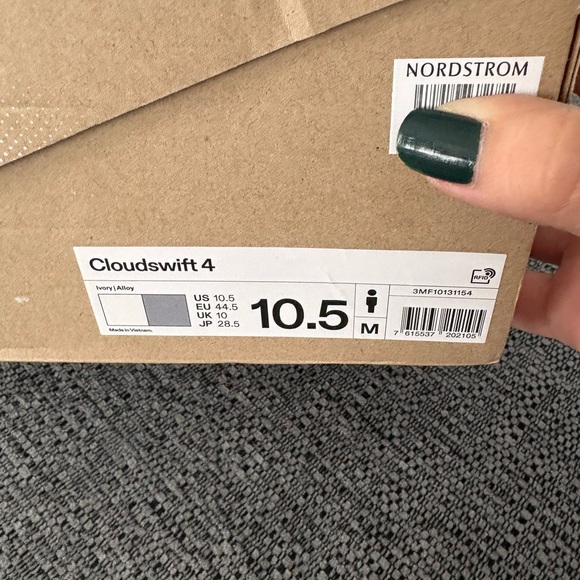 NORDSTROM
Cloudswift 4
RFID
Ivory | Alloy
US 10.5
EU 44.5
UK 10
JP 28.5
10.5
M
3MF10131154
7 615537 202105
Made in Vietnam.